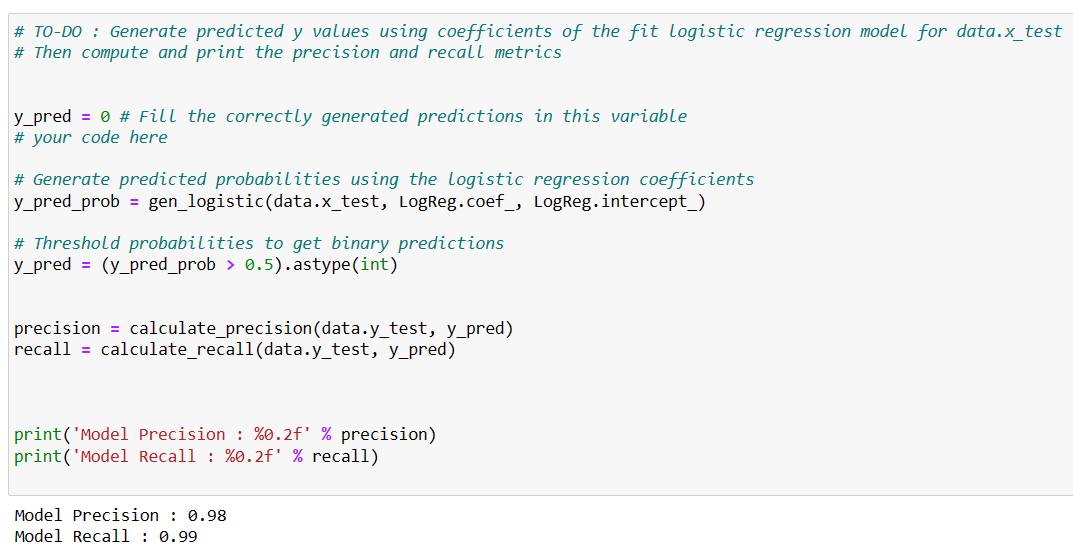 # TO-DO : Generate predicted y values using coefficients of the fit logistic regression model for data.x_test
# Then compute and print the precision and recall metrics
y_pred = 0 # Fill the correctly generated predictions in this variable
# your code here
# Generate predicted probabilities using the logistic regression coefficients
y_pred_prob = gen_logistic(data.x_test, LogReg.coef_, LogReg.intercept_)
# Threshold probabilities to get binary predictions
y_pred = (y_pred_prob > 0.5).astype(int)
precision = calculate_precision(data.y_test, y_pred)
recall = calculate_recall(data.y_test, y_pred)
print('Model Precision : %0.2f' % precision)
print('Model Recall : %0.2f' % recall)
Model Precision : 0.98
Model Recall : 0.99